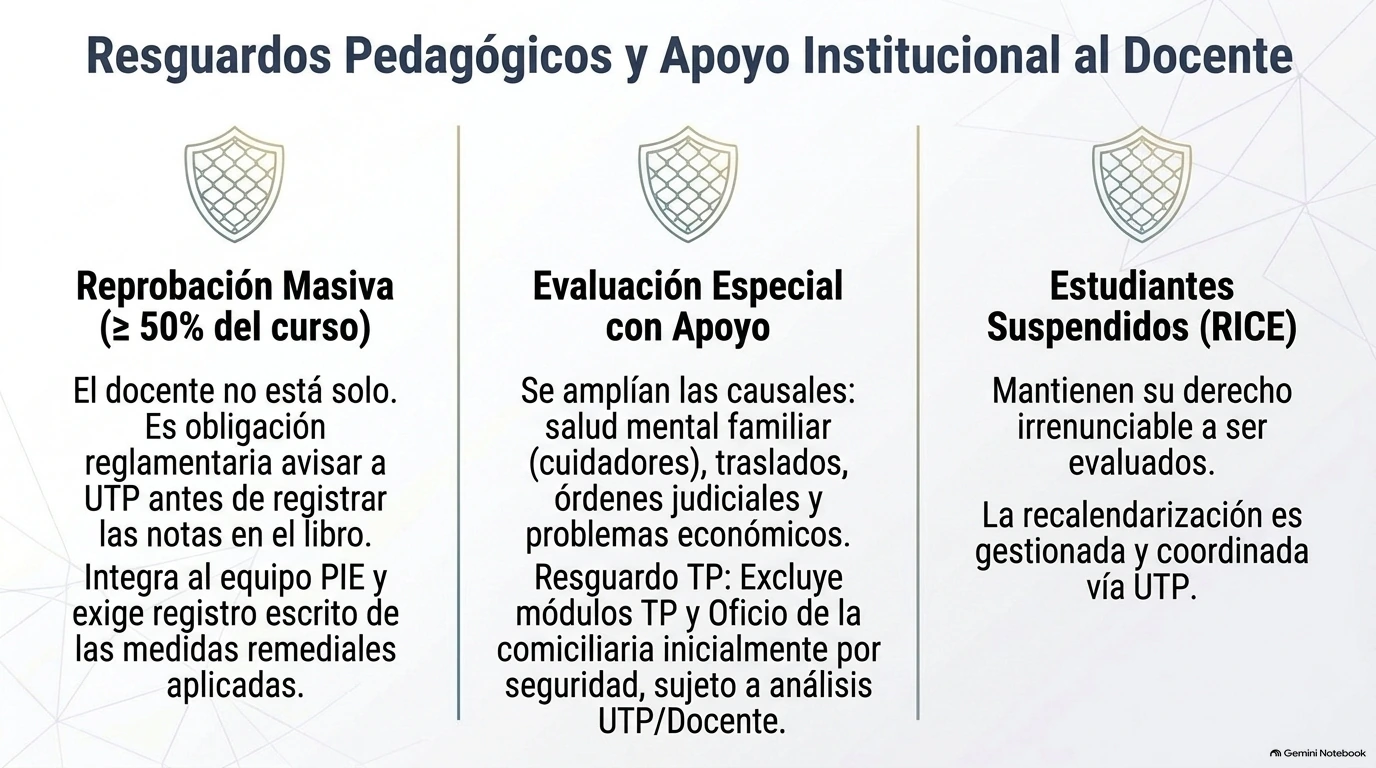 Resguardos Pedagógicos y Apoyo Institucional al Docente
Reprobación Masiva
(≥ 50% del curso)
El docente no está solo.
Es obligación
reglamentaria avisar a
UTP antes de registrar
las notas en el libro.
Integra al equipo PIE y
exige registro escrito de
las medidas remediales
aplicadas.
Evaluación Especial
con Apoyo
Se amplían las causales:
salud mental familiar
(cuidadores), traslados,
órdenes judiciales y
problemas económicos.
Resguardo TP: Excluye
módulos TP y Oficio de la
comiciliaria inicialmente por
seguridad, sujeto a análisis
UTP/Docente.
Estudiantes
Suspendidos (RICE)
Mantienen su derecho
irrenunciable a ser
evaluados.
La recalendarización es
gestionada y coordinada
vía UTP.
Gemini Notebook